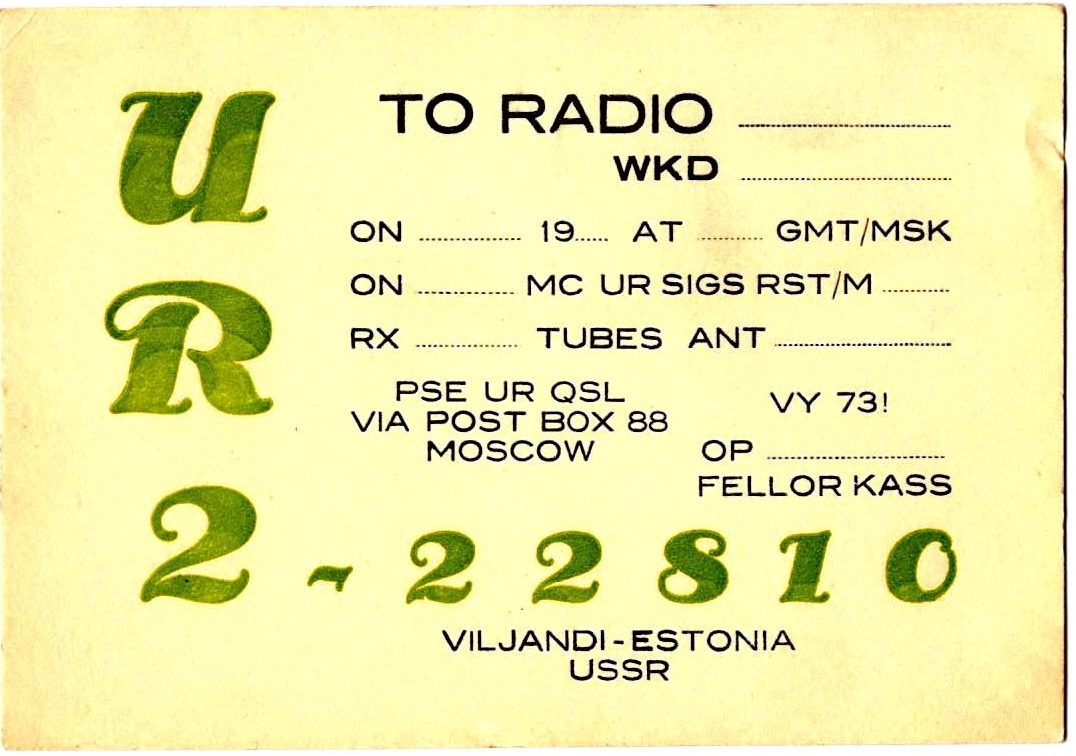 UR
TO RADIO
WKD
ON 19 AT GMT/MSK
ON MC UR SIGS RST/M
RX TUBES ANT
PSE UR QSL
VIA POST BOX 88
MOSCOW
VY 73!
OP
FELLOR KASS
2-22810
VILJANDI-ESTONIA
USSR